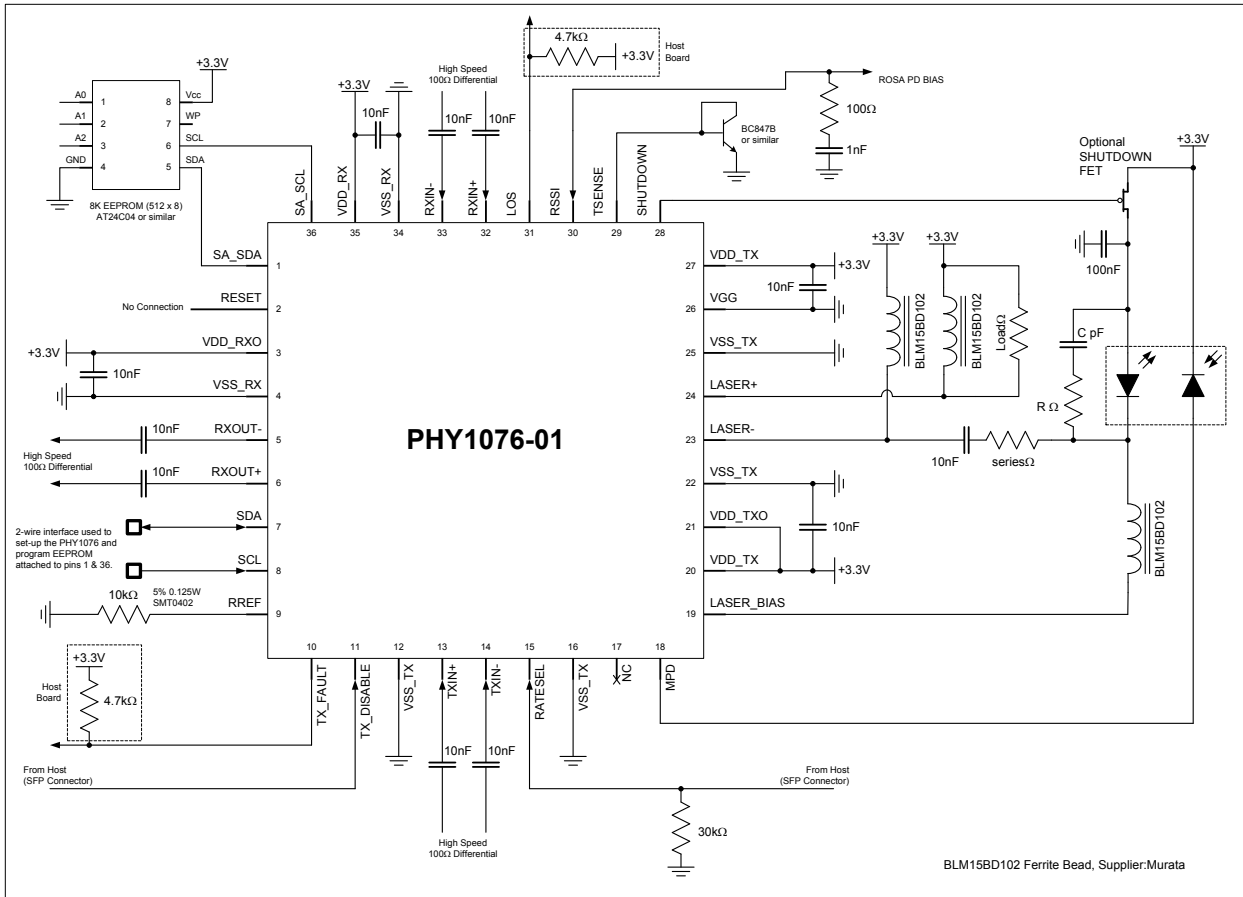 +3.3V
A0
1
8
Vcc
A1
2
7
WP
A2
3
6
SCL
GND
4
5
SDA
8K EEPROM (512 x 8)
AT24C04 or similar
+3.3V
10nF
High Speed
100Ω Differential
10nF
10nF
4.7kΩ
+3.3V
Host
Board
ROSA PD BIAS
100Ω
1nF
BC847B
or similar
Optional
SHUTDOWN
FET
+3.3V
SA_SCL
VDD_RX
VSS_RX
RXIN-
RXIN+
LOS
RSSI
TSENSE
SHUTDOWN
36
35
34
33
32
31
30
29
28
SA_SDA
1
RESET
2
No Connection
VDD_RXO
3
+3.3V
10nF
VSS_RX
4
10nF
RXOUT-
5
High Speed
100Ω Differential
10nF
RXOUT+
6
SDA
7
2-wire interface used to
set-up the PHY1076 and
program EEPROM
attached to pins 1 & 36.
SCL
8
10kΩ
5% 0.125W
SMT0402
RREF
9
PHY1076-01
27
VDD_TX
+3.3V
10nF
26
VGG
25
VSS_TX
24
LASER+
23
LASER-
22
VSS_TX
21
VDD_TXO
10nF
20
VDD_TX
+3.3V
19
LASER_BIAS
+3.3V
+3.3V
BLM15BD102
BLM15BD102
LoadΩ
100nF
C pF
R Ω
10nF
seriesΩ
BLM15BD102
10
11
12
13
14
15
16
17
18
TX_FAULT
TX_DISABLE
VSS_TX
TXIN+
TXIN-
RATESEL
VSS_TX
NC
MPD
+3.3V
Host
Board
4.7kΩ
From Host
(SFP Connector)
10nF
10nF
High Speed
100Ω Differential
From Host
(SFP Connector)
30kΩ
BLM15BD102 Ferrite Bead, Supplier:Murata